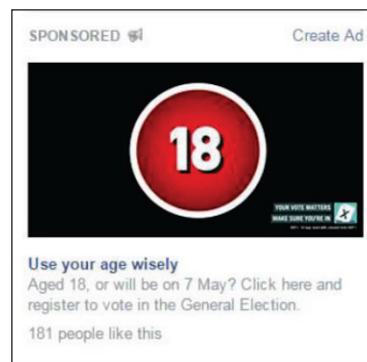 SPONSORED
Create Ad
18
YOUR VOTE MATTERS
MAKE SURE YOU'RE IN
X
Use your age wisely
Aged 18, or will be on 7 May? Click here and
register to vote in the General Election.
181 people like this